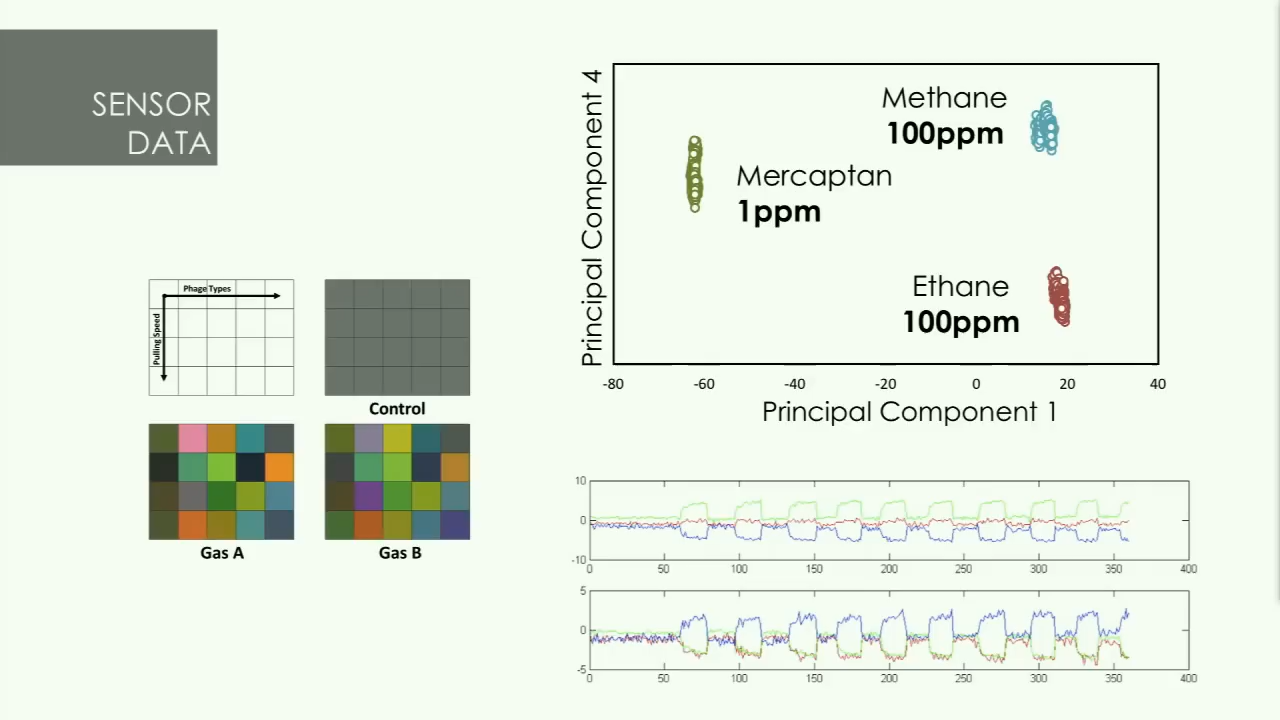 SENSOR
DATA
Principal Component 4
Methane
100ppm
Mercaptan
1ppm
Ethane
100ppm
-80 -60 -40 -20 0 20 40
Principal Component 1
Phage Types
Pulling Speed
Control
Gas A
Gas B
10
0
-10
0 50 100 150 200 250 300 350 400
5
0
-5
0 50 100 150 200 250 300 350 400